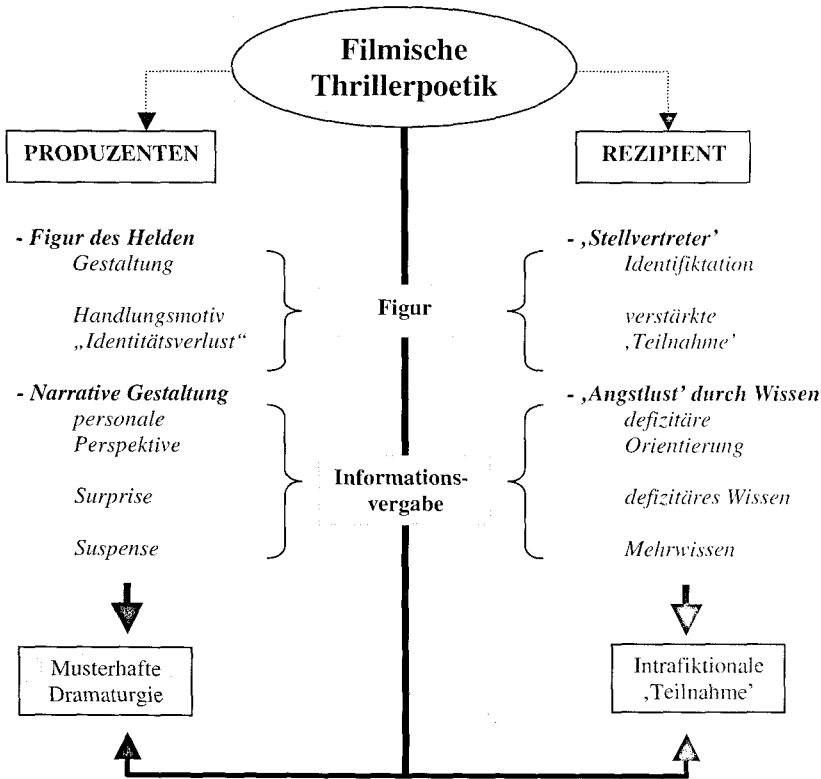 Filmische
Thrillerpoetik
PRODUZENTEN
REZIPIENT
- Figur des Helden
Gestaltung
Handlungsmotiv
„Identitätsverlust“
Figur
- ‚Stellvertreter’
Identifiktation
verstärkte
‚Teilnahme’
- Narrative Gestaltung
personale
Perspektive
Surprise
Suspense
Informations-
vergabe
- ‚Angstlust’ durch Wissen
defizitäre
Orientierung
defizitäres Wissen
Mehrwissen
Musterhafte
Dramaturgie
Intrafiktionale
‚Teilnahme’